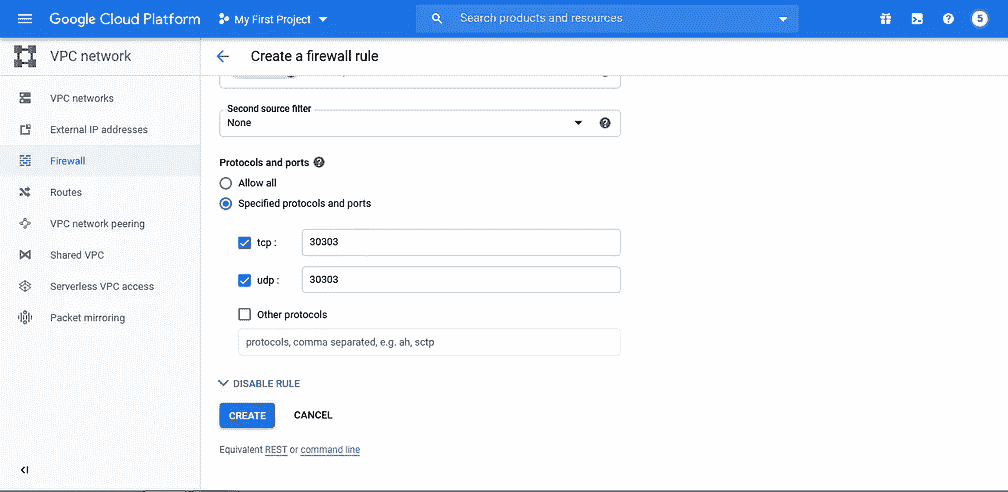 Google Cloud Platform
My First Project
Search products and resources
5
VPC network
Create a firewall rule
VPC networks
External IP addresses
Firewall
Routes
VPC network peering
Shared VPC
Serverless VPC access
Packet mirroring
Second source filter
None
Protocols and ports
Allow all
Specified protocols and ports
tcp :
30303
udp :
30303
Other protocols
protocols, comma separated, e.g. ah, sctp
DISABLE RULE
CREATE
CANCEL
Equivalent REST or command line